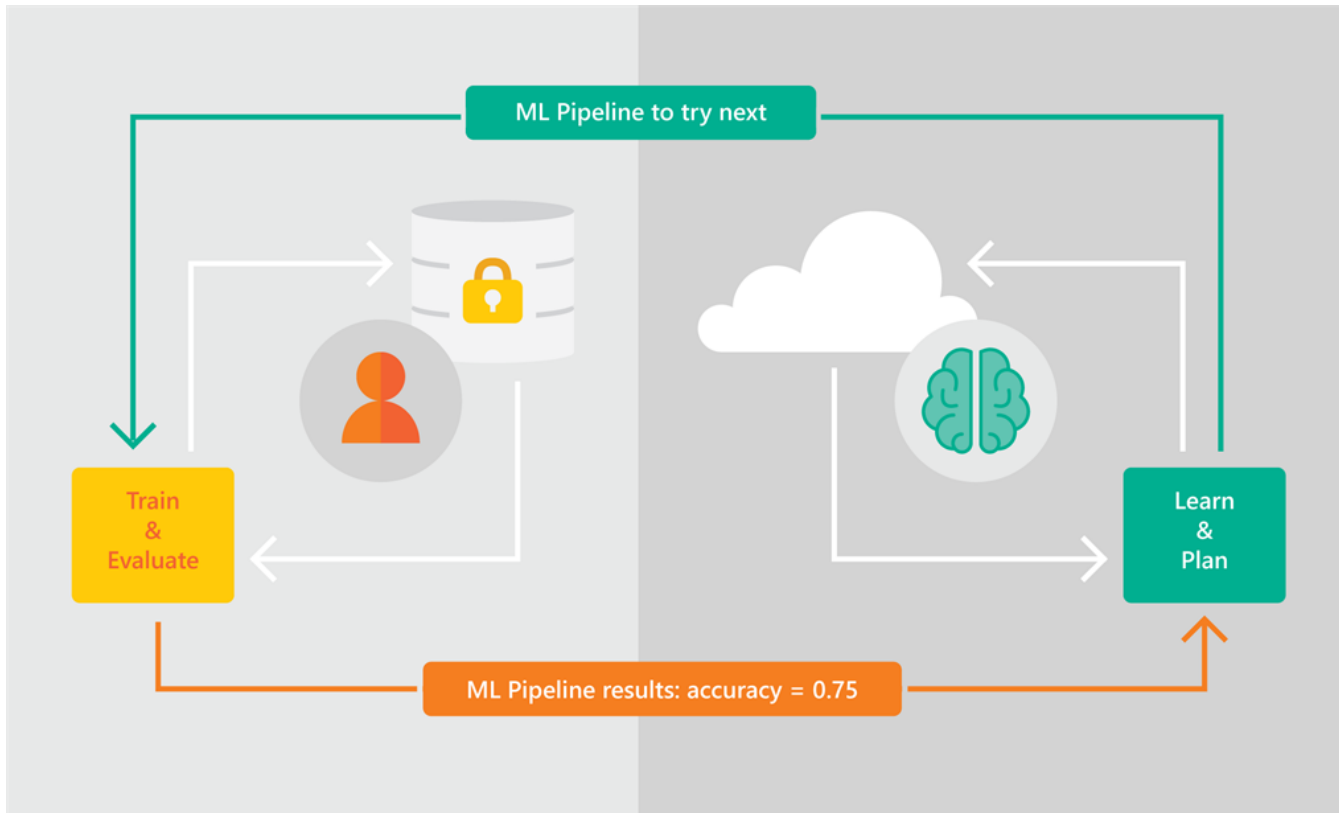 ML Pipeline to try next
Train
&
Evaluate
Learn
&
Plan
ML Pipeline results: accuracy = 0.75